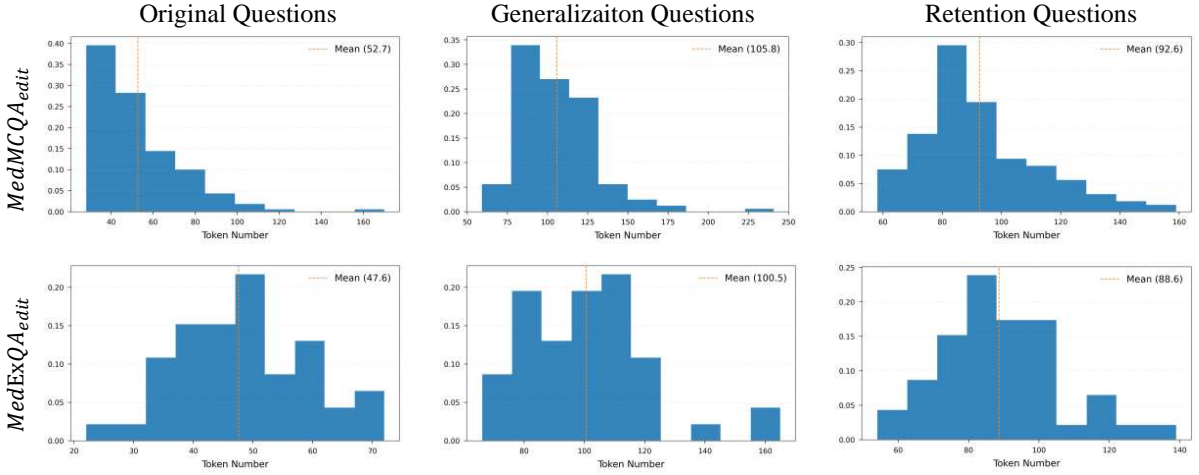 Original Questions
Generalizaiton Questions
Retention Questions
MedMCQA_edit
0.40
0.35
0.30
0.25
0.20
0.15
0.10
0.05
0.00
Mean (52.7)
40 60 80 100 120 140 160
Token Number
0.35
0.30
0.25
0.20
0.15
0.10
0.05
0.00
Mean (105.8)
50 75 100 125 150 175 200 225 250
Token Number
0.30
0.25
0.20
0.15
0.10
0.05
0.00
Mean (92.6)
60 80 100 120 140 160
Token Number
MedExQA_edit
0.20
0.15
0.10
0.05
0.00
Mean (47.6)
20 30 40 50 60 70
Token Number
0.20
0.15
0.10
0.05
0.00
Mean (100.5)
80 100 120 140 160
Token Number
0.25
0.20
0.15
0.10
0.05
0.00
Mean (88.6)
60 80 100 120 140
Token Number